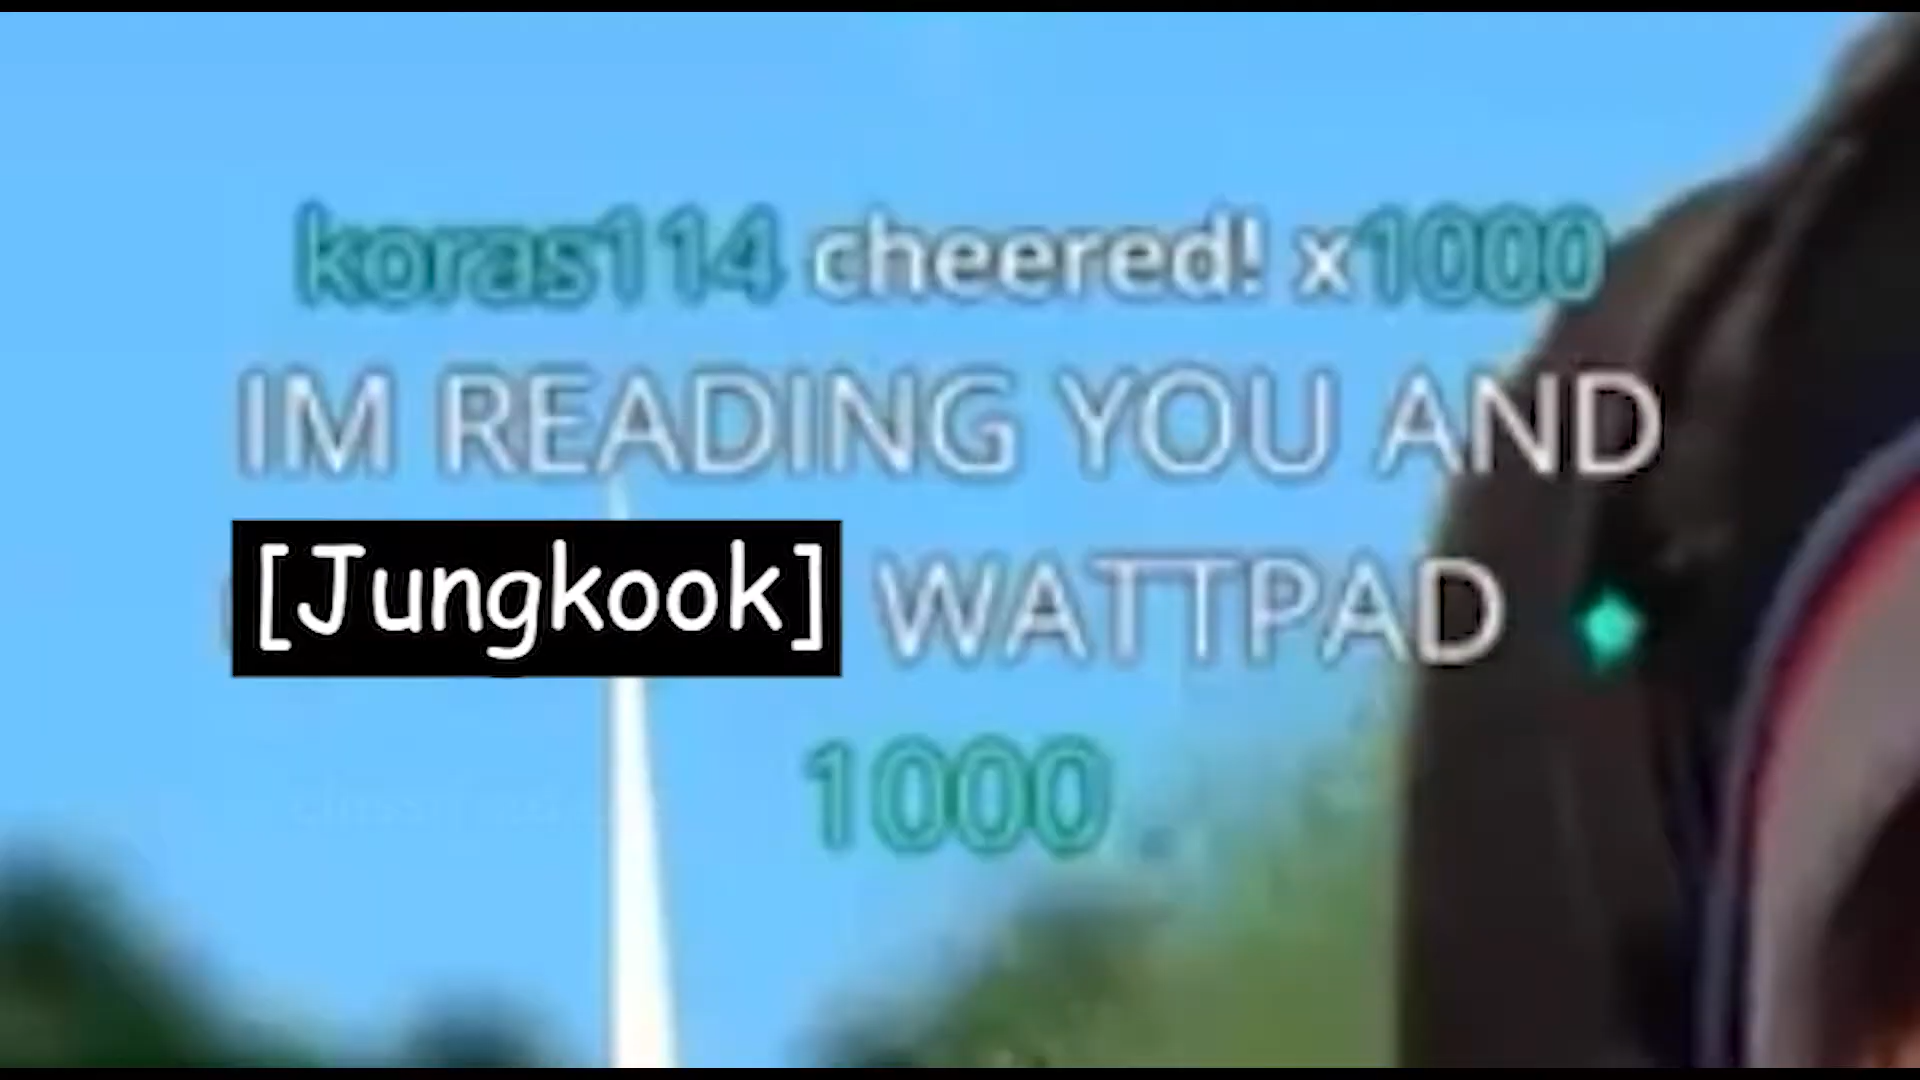 koras114 cheered! x1000
IM READING YOU AND
[Jungkook] WATTPAD
1000